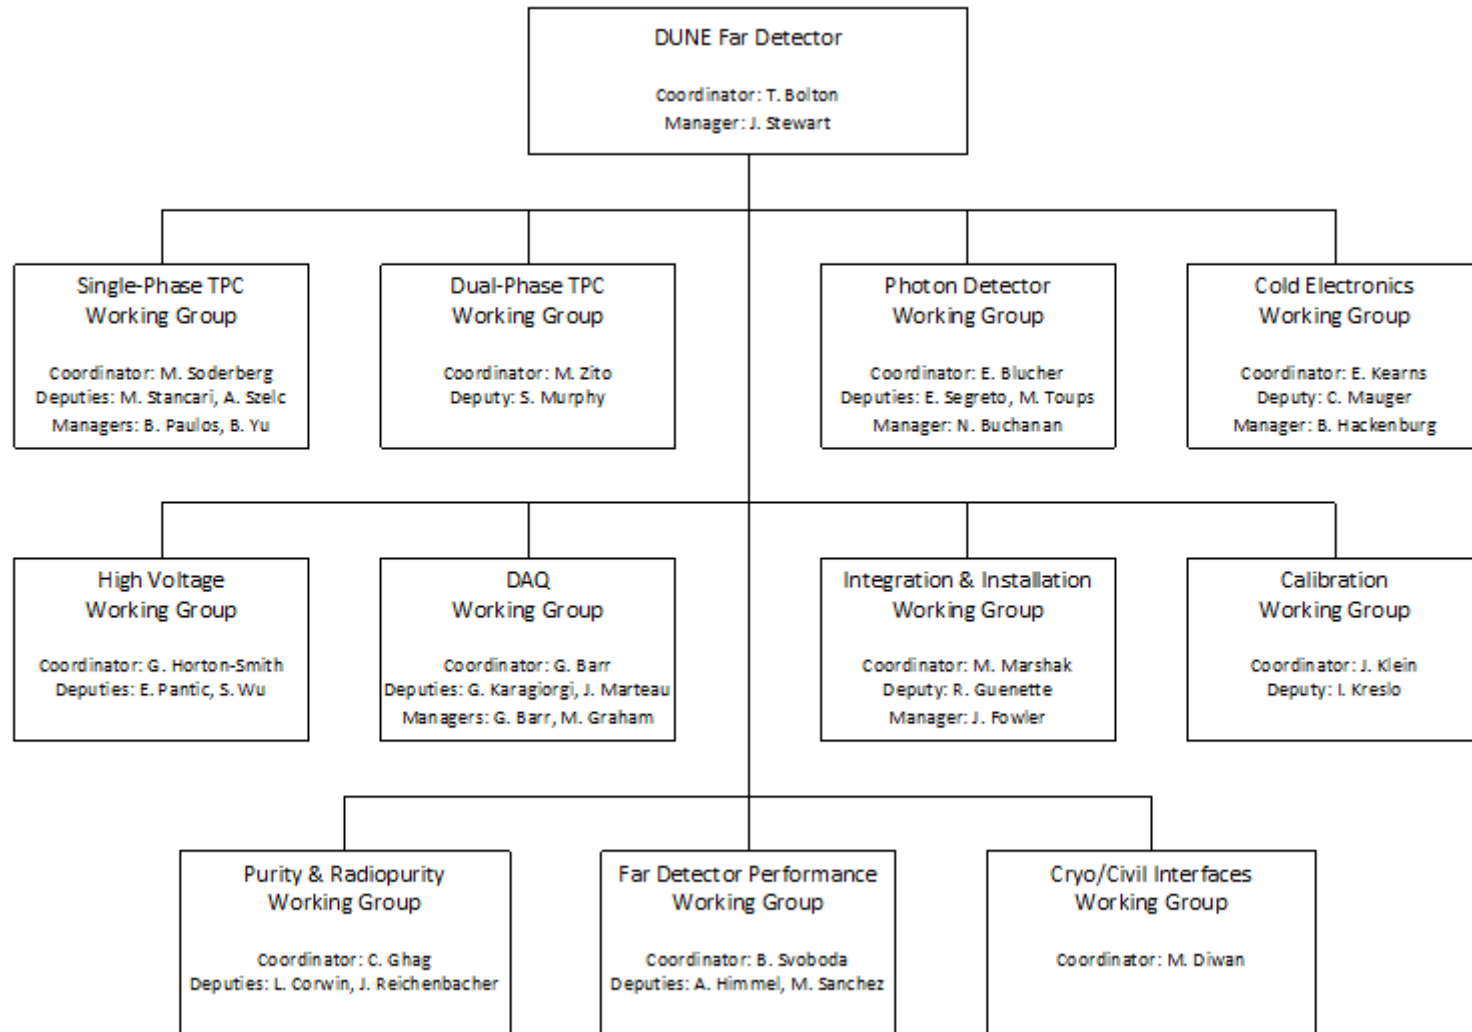 DUNE Far Detector
Coordinator: T. Bolton
Manager: J. Stewart
Single-Phase TPC
Working Group
Coordinator: M. Soderberg
Deputies: M. Stancari, A. Szelc
Managers: B. Paulos, B. Yu
Dual-Phase TPC
Working Group
Coordinator: M. Zito
Deputy: S. Murphy
Photon Detector
Working Group
Coordinator: E. Blucher
Deputies: E. Segreto, M. Toups
Manager: N. Buchanan
Cold Electronics
Working Group
Coordinator: E. Kearns
Deputy: C. Mauger
Manager: B. Hackenburg
High Voltage
Working Group
Coordinator: G. Horton-Smith
Deputies: E. Pantic, S. Wu
DAQ
Working Group
Coordinator: G. Barr
Deputies: G. Karagiorgi, J. Marteau
Managers: G. Barr, M. Graham
Integration & Installation
Working Group
Coordinator: M. Marshak
Deputy: R. Guenette
Manager: J. Fowler
Calibration
Working Group
Coordinator: J. Klein
Deputy: I. Kreslo
Purity & Radiopurity
Working Group
Coordinator: C. Ghag
Deputies: L. Corwin, J. Reichenbacher
Far Detector Performance
Working Group
Coordinator: B. Svoboda
Deputies: A. Himmel, M. Sanchez
Cryo/Civil Interfaces
Working Group
Coordinator: M. Diwan